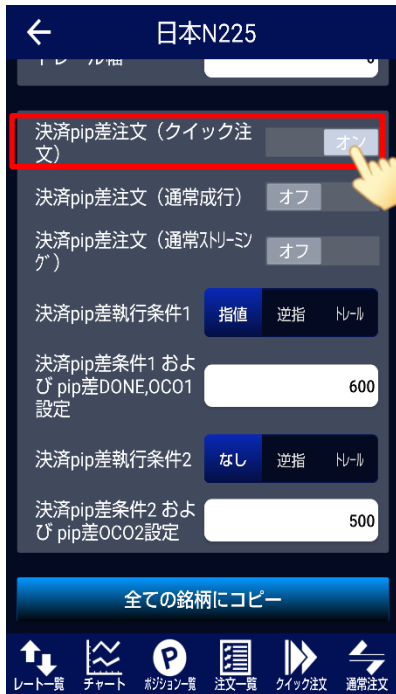 日本N225
トレール幅
0
決済pip差注文（クイック注
文）
オン
決済pip差注文（通常成行）
オフ
決済pip差注文（通常ｽﾄﾘｰﾐﾝ
ｸﾞ）
オフ
決済pip差執行条件1
指値 逆指 ﾄﾚｰﾙ
決済pip差条件1 およ
び pip差DONE,OCO1
設定
600
決済pip差執行条件2
なし 逆指 ﾄﾚｰﾙ
決済pip差条件2 およ
び pip差OCO2設定
500
全ての銘柄にコピー
レート一覧 チャート ﾎﾟｼﾞｼｮﾝ一覧 注文一覧 クイック注文 通常注文